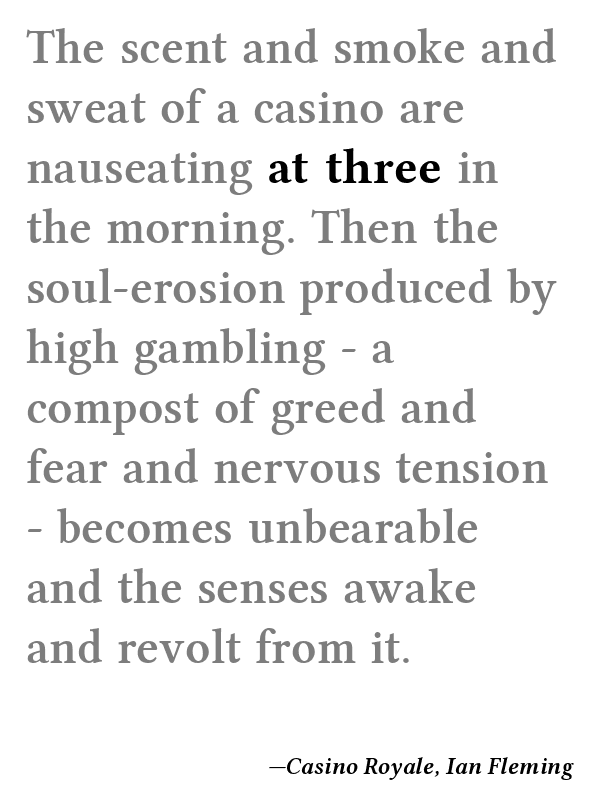 The scent and smoke and
sweat of a casino are
nauseating at three in
the morning. Then the
soul-erosion produced by
high gambling - a
compost of greed and
fear and nervous tension
- becomes unbearable
and the senses awake
and revolt from it.
—Casino Royale, Ian Fleming